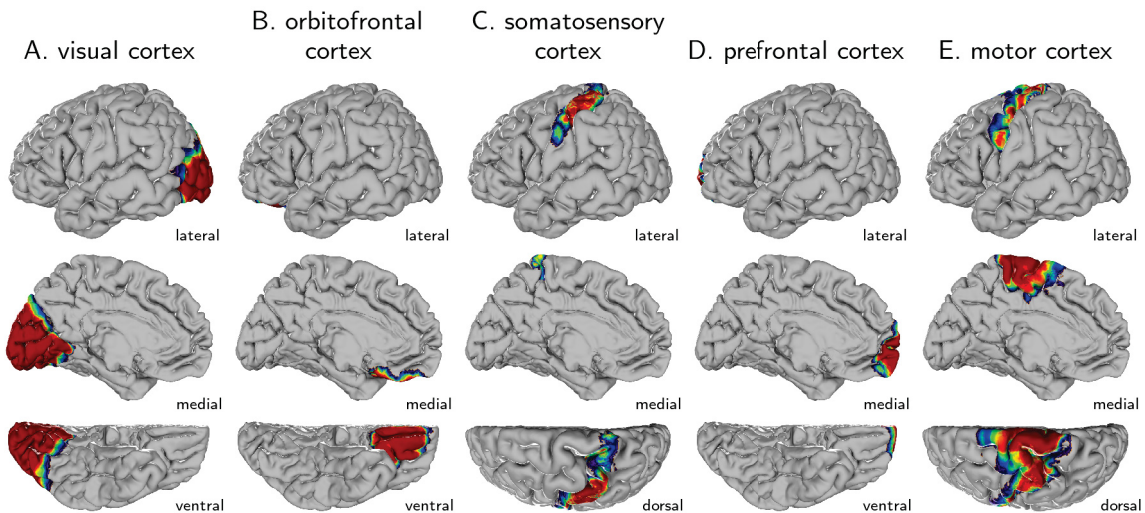 A. visual cortex
B. orbitofrontal
cortex
C. somatosensory
cortex
D. prefrontal cortex
E. motor cortex
lateral
lateral
lateral
lateral
lateral
medial
medial
medial
medial
medial
ventral
ventral
dorsal
ventral
dorsal